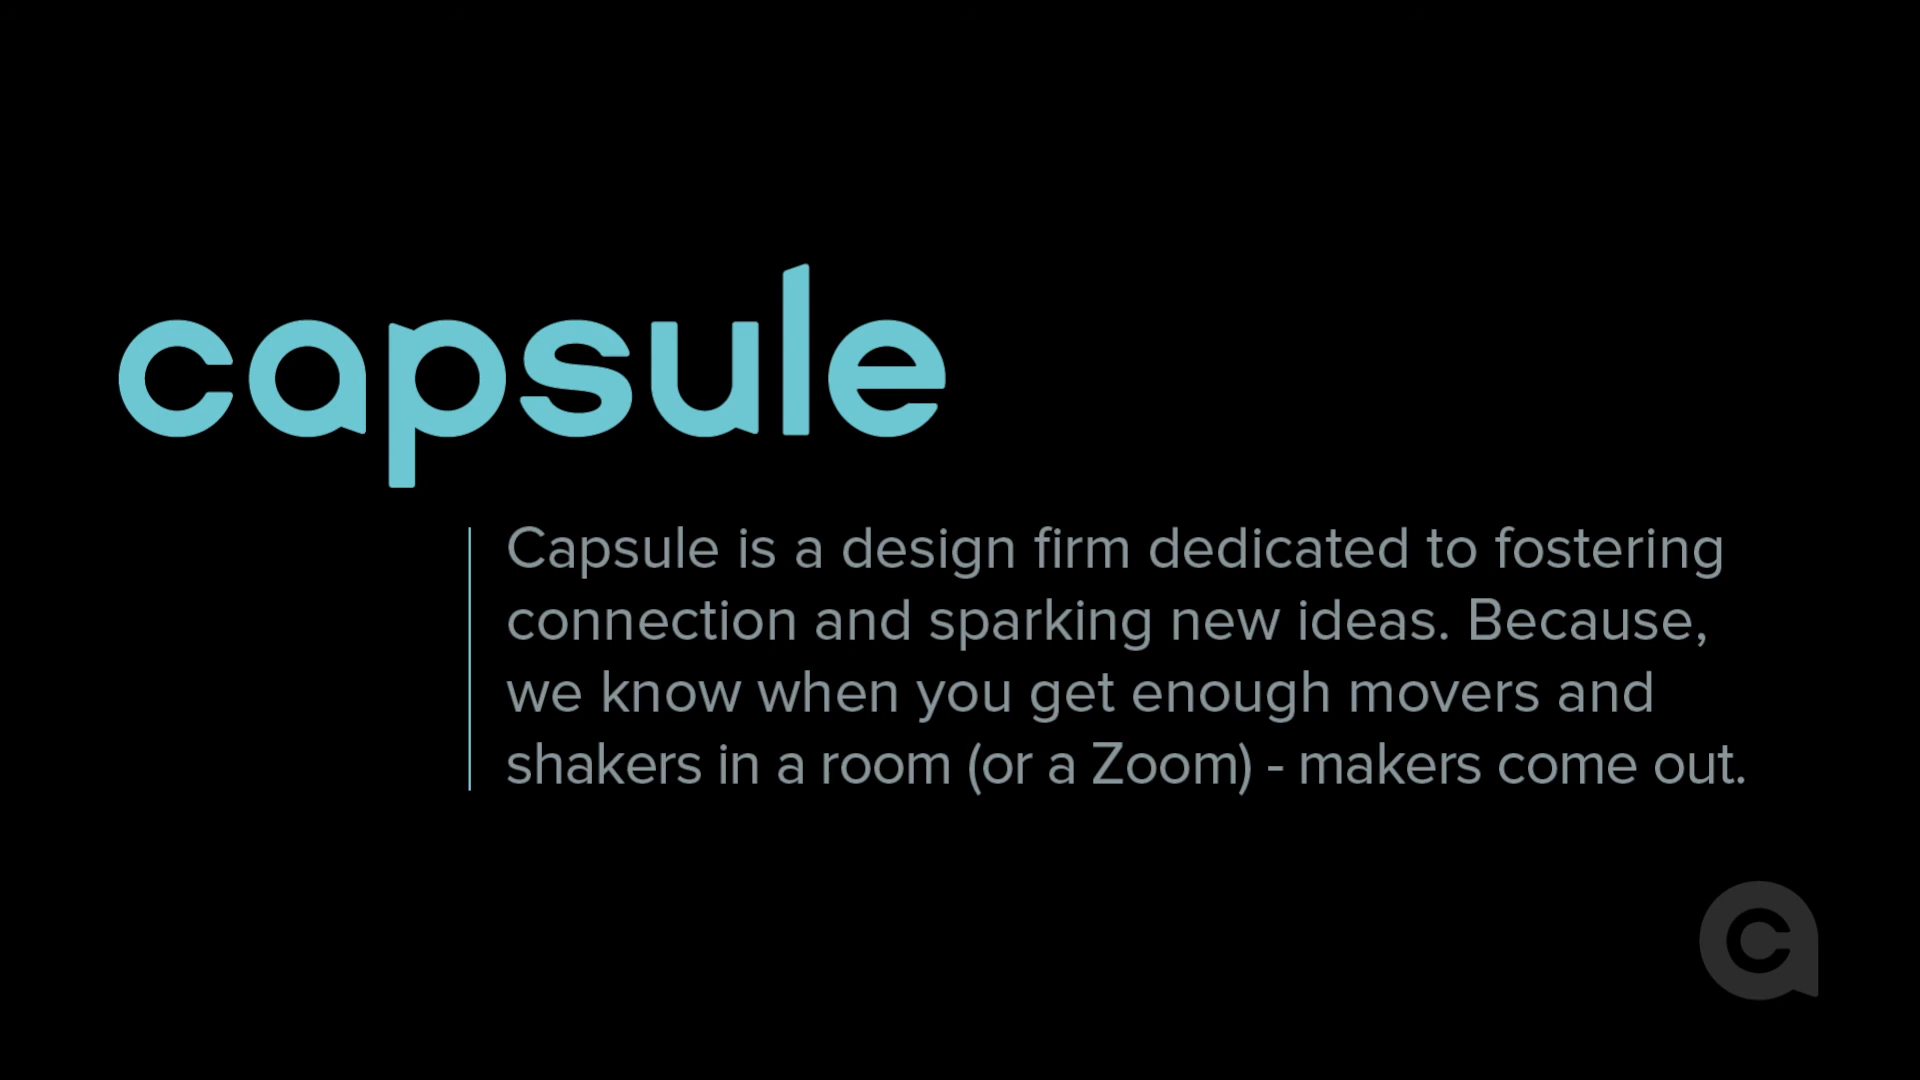 capsule
Capsule is a design firm dedicated to fostering
connection and sparking new ideas. Because,
we know when you get enough movers and
shakers in a room (or a Zoom) - makers come out.
c